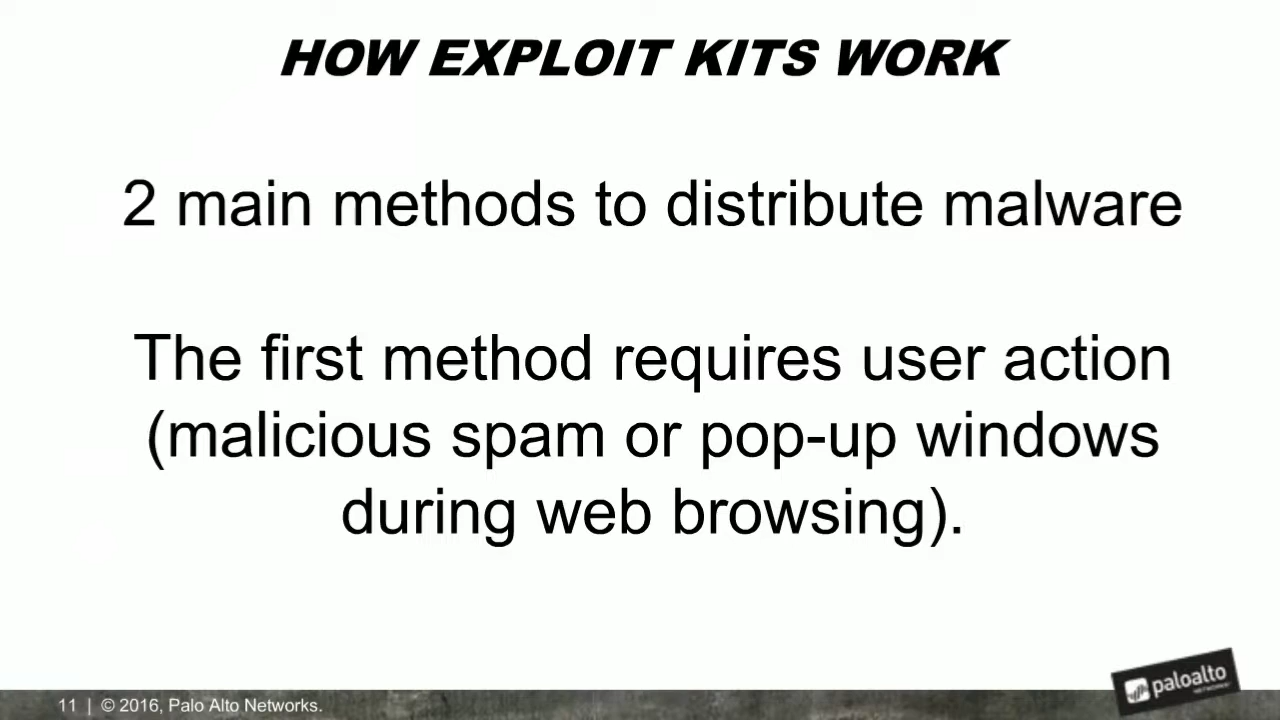 HOW EXPLOIT KITS WORK
2 main methods to distribute malware
The first method requires user action
(malicious spam or pop-up windows
during web browsing).
11 | © 2016, Palo Alto Networks.
paloalto
NETWORKS